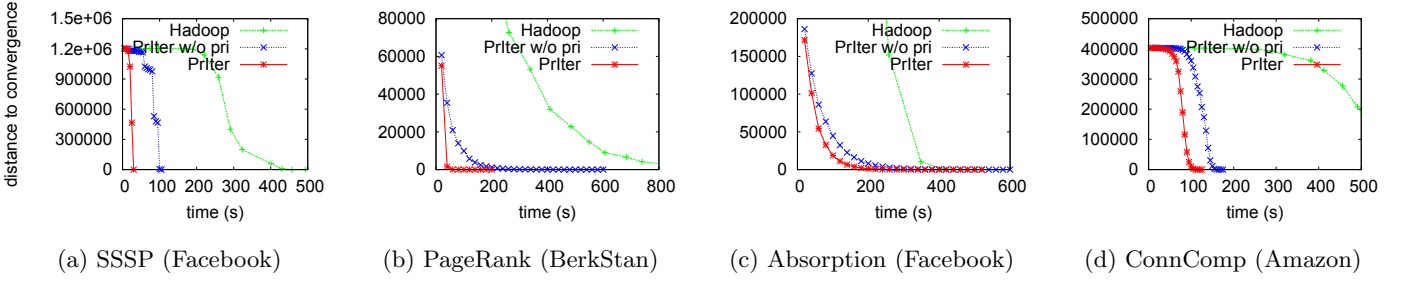 distance to convergence
1.5e+06
1.2e+06
900000
600000
300000
0
0 100 200 300 400 500
time (s)
Hadoop
PrIter w/o pri
PrIter
(a) SSSP (Facebook)
80000
60000
40000
20000
0
0 200 400 600 800
time (s)
Hadoop
PrIter w/o pri
PrIter
(b) PageRank (BerkStan)
200000
150000
100000
50000
0
0 200 400 600
time (s)
Hadoop
PrIter w/o pri
PrIter
(c) Absorption (Facebook)
500000
400000
300000
200000
100000
0
0 100 200 300 400 500
time (s)
Hadoop
PrIter w/o pri
PrIter
(d) ConnComp (Amazon)